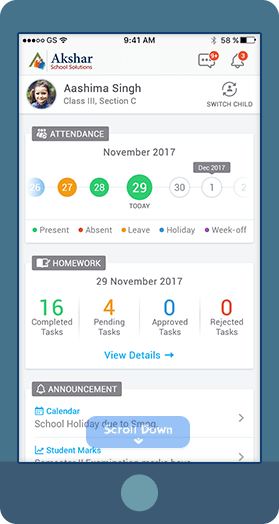 GS 9:41 AM 58 %
Akshar
School Solutions
9+
3
Aashima Singh
Class III, Section C
SWITCH CHILD
ATTENDANCE
November 2017
Dec 2017
26 27 28 29 30 1 2
TODAY
Present Absent Leave Holiday Week-off
HOMEWORK
29 November 2017
16 4 0 0
Completed Tasks
Pending Tasks
Approved Tasks
Rejected Tasks
View Details →
ANNOUNCEMENT
Calendar
School Holiday due to Smog
Scroll Down
Student Marks
Examination marks have